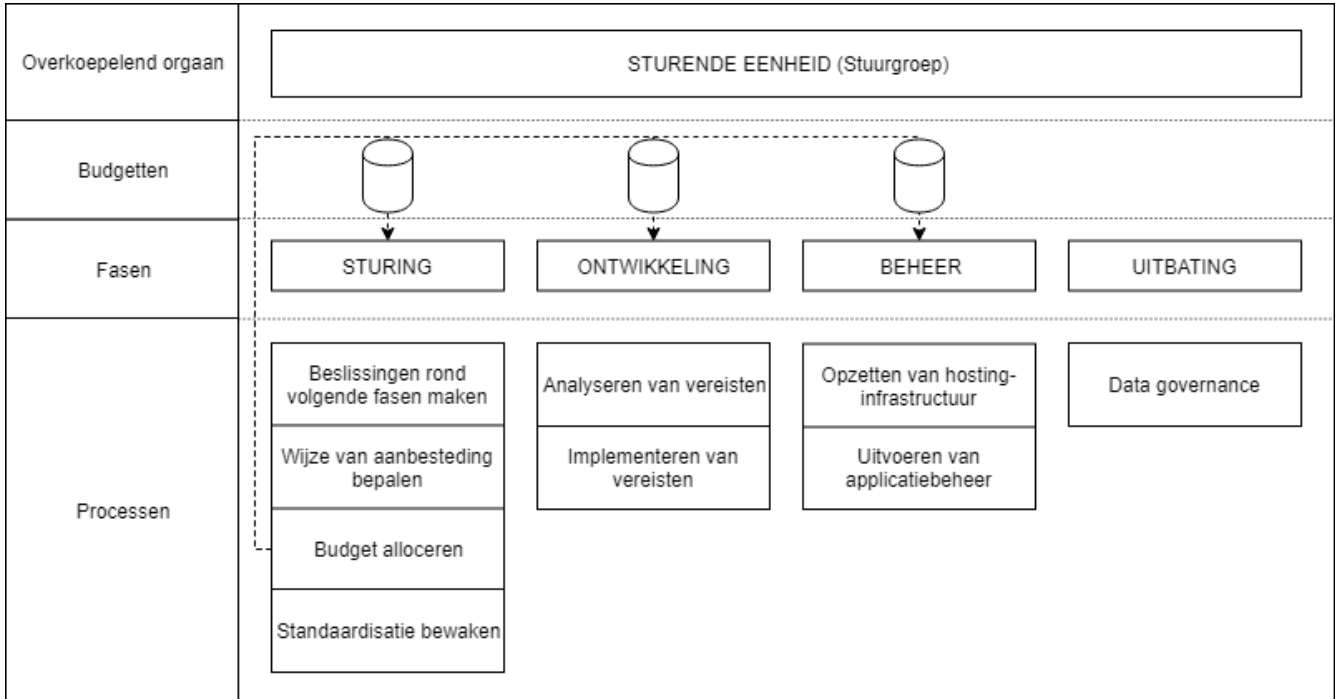 Overkoepelend orgaan
STURENDE EENHEID (Stuurgroep)
Budgetten
Fasen
STURING
ONTWIKKELING
BEHEER
UITBATING
Processen
Beslissingen rond
volgende fasen maken
Wijze van aanbesteding
bepalen
Budget alloceren
Standaardisatie bewaken
Analyseren van vereisten
Implementeren van
vereisten
Opzetten van hosting-
infrastructuur
Uitvoeren van
applicatiebeheer
Data governance